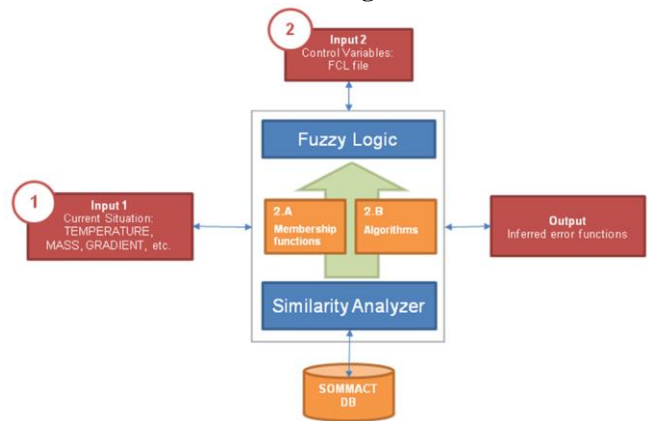 2
Input 2
Control Variables:
FCL file
Fuzzy Logic
1
Input 1
Current Situation:
TEMPERATURE,
MASS, GRADIENT, etc.
2.A
Membership
functions
2.B
Algorithms
Output
Inferred error functions
Similarity Analyzer
SOMMACT
DB